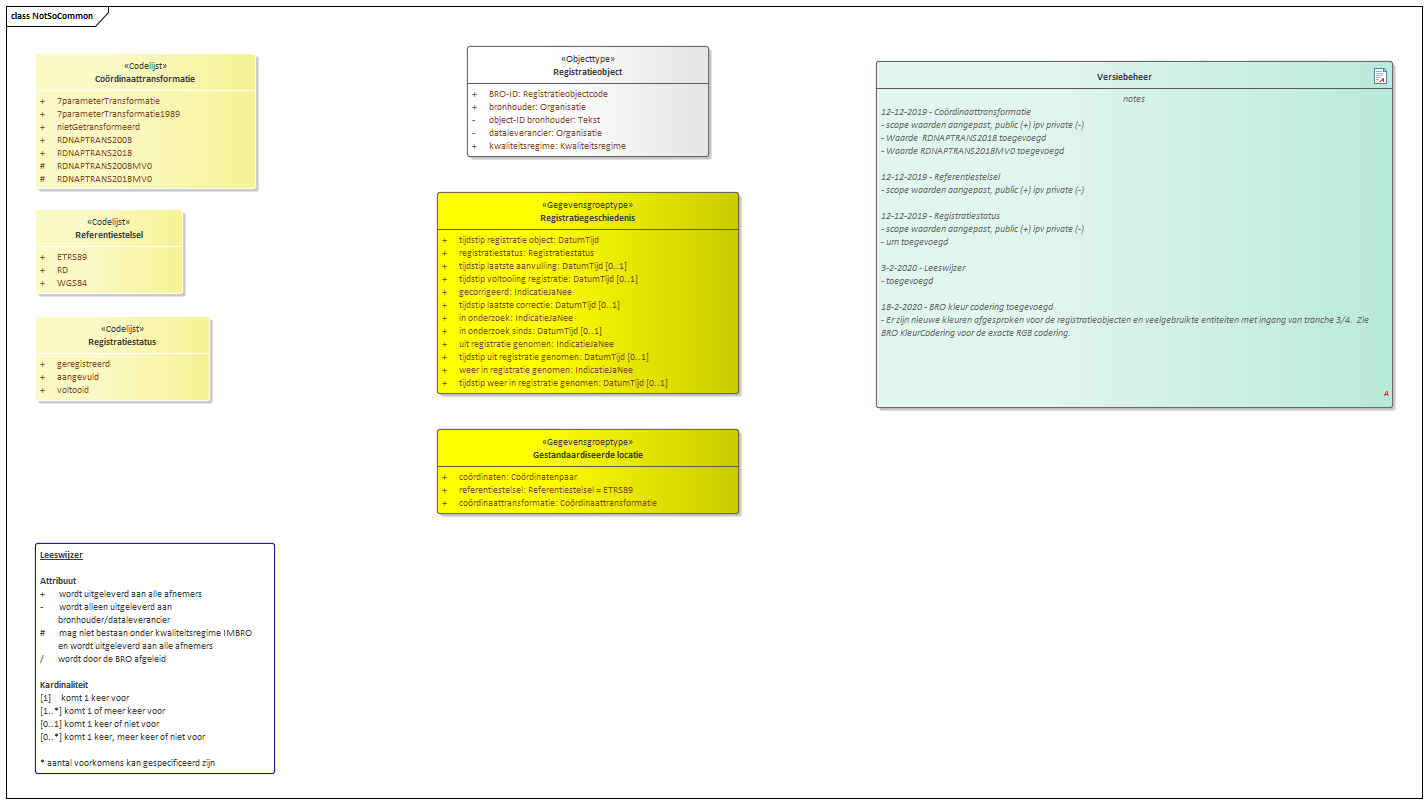 class NotSoCommon
«Codelijst»
Coördinaattransformatie
+ 7parameterTransformatie
+ 7parameterTransformatie1989
+ nietGetransformeerd
+ RDNAPTRANS2008
+ RDNAPTRANS2018
# RDNAPTRANS2008MV0
# RDNAPTRANS2018MV0
«Codelijst»
Referentiestelsel
+ ETRS89
+ RD
+ WGS84
«Codelijst»
Registratiestatus
+ geregistreerd
+ aangevuld
+ voltooid
«Objecttype»
Registratieobject
+ BRO-ID: Registratieobjectcode
+ bronhouder: Organisatie
- object-ID bronhouder: Tekst
- dataleverancier: Organisatie
+ kwaliteitsregime: Kwaliteitsregime
«Gegevensgroeptype»
Registratiegeschiedenis
+ tijdstip registratie object: DatumTijd
+ registratiestatus: Registratiestatus
+ tijdstip laatste aanvulling: DatumTijd [0..1]
+ tijdstip voltooiing registratie: DatumTijd [0..1]
+ gecorrigeerd: IndicatieJaNee
+ tijdstip laatste correctie: DatumTijd [0..1]
+ in onderzoek: IndicatieJaNee
+ in onderzoek sinds: DatumTijd [0..1]
+ uit registratie genomen: IndicatieJaNee
+ tijdstip uit registratie genomen: DatumTijd [0..1]
+ weer in registratie genomen: IndicatieJaNee
+ tijdstip weer in registratie genomen: DatumTijd [0..1]
«Gegevensgroeptype»
Gestandaardiseerde locatie
+ coördinaten: Coördinatenpaar
+ referentiestelsel: Referentiestelsel = ETRS89
+ coördinaattransformatie: Coördinaattransformatie
Versiebeheer
notes
12-12-2019 - Coördinaattransformatie
- scope waarden aangepast, public (+) ipv private (-)
- Waarde RDNAPTRANS2018 toegevoegd
- Waarde RDNAPTRANS2018MV0 toegevoegd
12-12-2019 - Referentiestelsel
- scope waarden aangepast, public (+) ipv private (-)
12-12-2019 - Registratiestatus
- scope waarden aangepast, public (+) ipv private (-)
- urn toegevoegd
3-2-2020 - Leeswijzer
- toegevoegd
18-2-2020 - BRO kleur codering toegevoegd
- Er zijn nieuwe kleuren afgesproken voor de registratieobjecten en veelgebruikte entiteiten met ingang van tranche 3/4. Zie
BRO KleurCodering voor de exacte RGB codering.
A
Leeswijzer
Attribuut
+ wordt uitgeleverd aan alle afnemers
- wordt alleen uitgeleverd aan
bronhouder/dataleverancier
# mag niet bestaan onder kwaliteitsregime IMBRO
en wordt uitgeleverd aan alle afnemers
/ wordt door de BRO afgeleid
Kardinaliteit
[1] komt 1 keer voor
[1..*] komt 1 of meer keer voor
[0..1] komt 1 keer of niet voor
[0..*] komt 1 keer, meer keer of niet voor
* aantal voorkomens kan gespecificeerd zijn